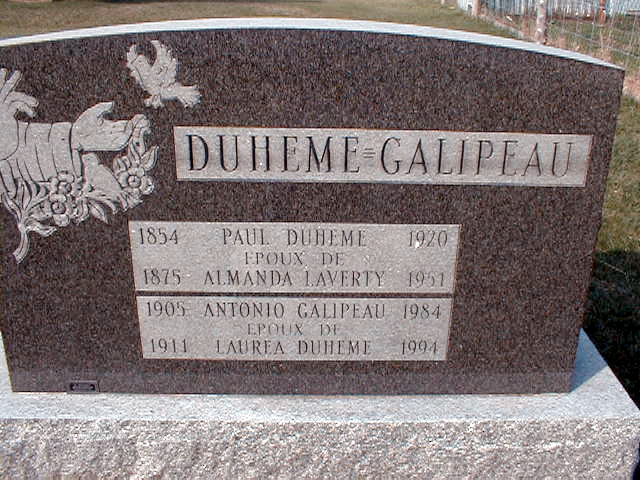 DUHEME=GALIPEAU
1854 PAUL DUHEME 1920
EPOUX DE
1875 ALMANDA LAVERTY 1951
1905 ANTONIO GALIPEAU 1984
EPOUX DE
1911 LAUREA DUHEME 1994